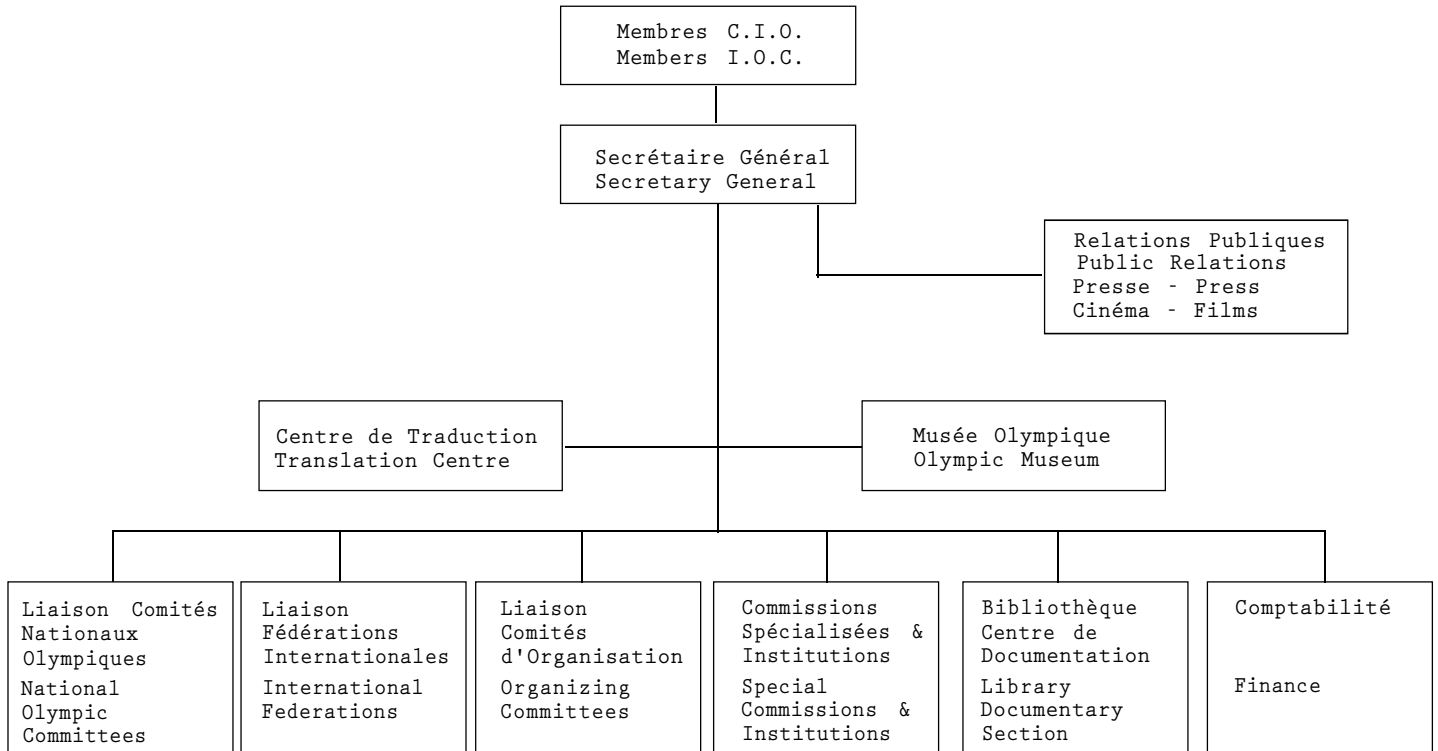 Membres C.I.O.
Members I.O.C.
Secrétaire Général
Secretary General
Relations Publiques
Public Relations
Presse - Press
Cinéma - Films
Centre de Traduction
Translation Centre
Musée Olympique
Olympic Museum
Liaison Comités
Nationaux
Olympiques
National
Olympic
Committees
Liaison
Fédérations
Internationales
International
Federations
Liaison
Comités
d'Organisation
Organizing
Committees
Commissions
Spécialisées &
Institutions
Special
Commissions &
Institutions
Bibliothèque
Centre de
Documentation
Library
Documentary
Section
Comptabilité
Finance